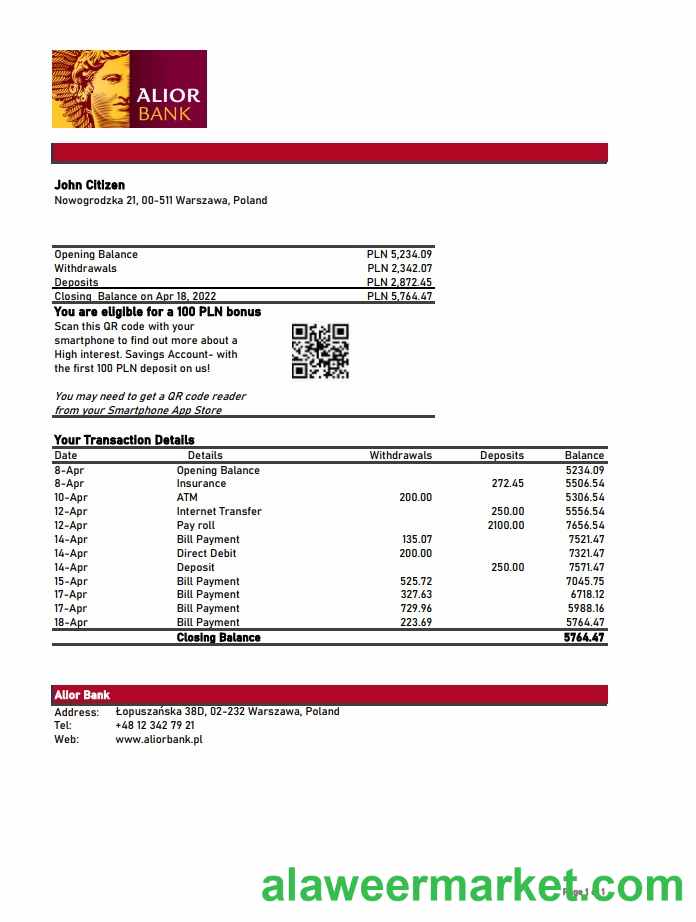 ALIOR
BANK
John Citizen
Nowogrodzka 21, 00-511 Warszawa, Poland
Opening Balance PLN 5,234.09
Withdrawals PLN 2,342.07
Deposits PLN 2,872.45
Closing Balance on Apr 18, 2022 PLN 5,764.47
You are eligible for a 100 PLN bonus
Scan this QR code with your
smartphone to find out more about a
High interest. Savings Account- with
the first 100 PLN deposit on us!
You may need to get a QR code reader
from your Smartphone App Store
Your Transaction Details
Date Details Withdrawals Deposits Balance
8-Apr Opening Balance 5234.09
8-Apr Insurance 272.45 5506.54
10-Apr ATM 200.00 5306.54
12-Apr Internet Transfer 250.00 5556.54
12-Apr Pay roll 2100.00 7656.54
14-Apr Bill Payment 135.07 7521.47
14-Apr Direct Debit 200.00 7321.47
14-Apr Deposit 250.00 7571.47
15-Apr Bill Payment 525.72 7045.75
17-Apr Bill Payment 327.63 6718.12
17-Apr Bill Payment 729.96 5988.16
18-Apr Bill Payment 223.69 5764.47
Closing Balance 5764.47
Alior Bank
Address: Łopuszańska 38D, 02-232 Warszawa, Poland
Tel: +48 12 342 79 21
Web: www.aliorbank.pl
alaweermarket.com